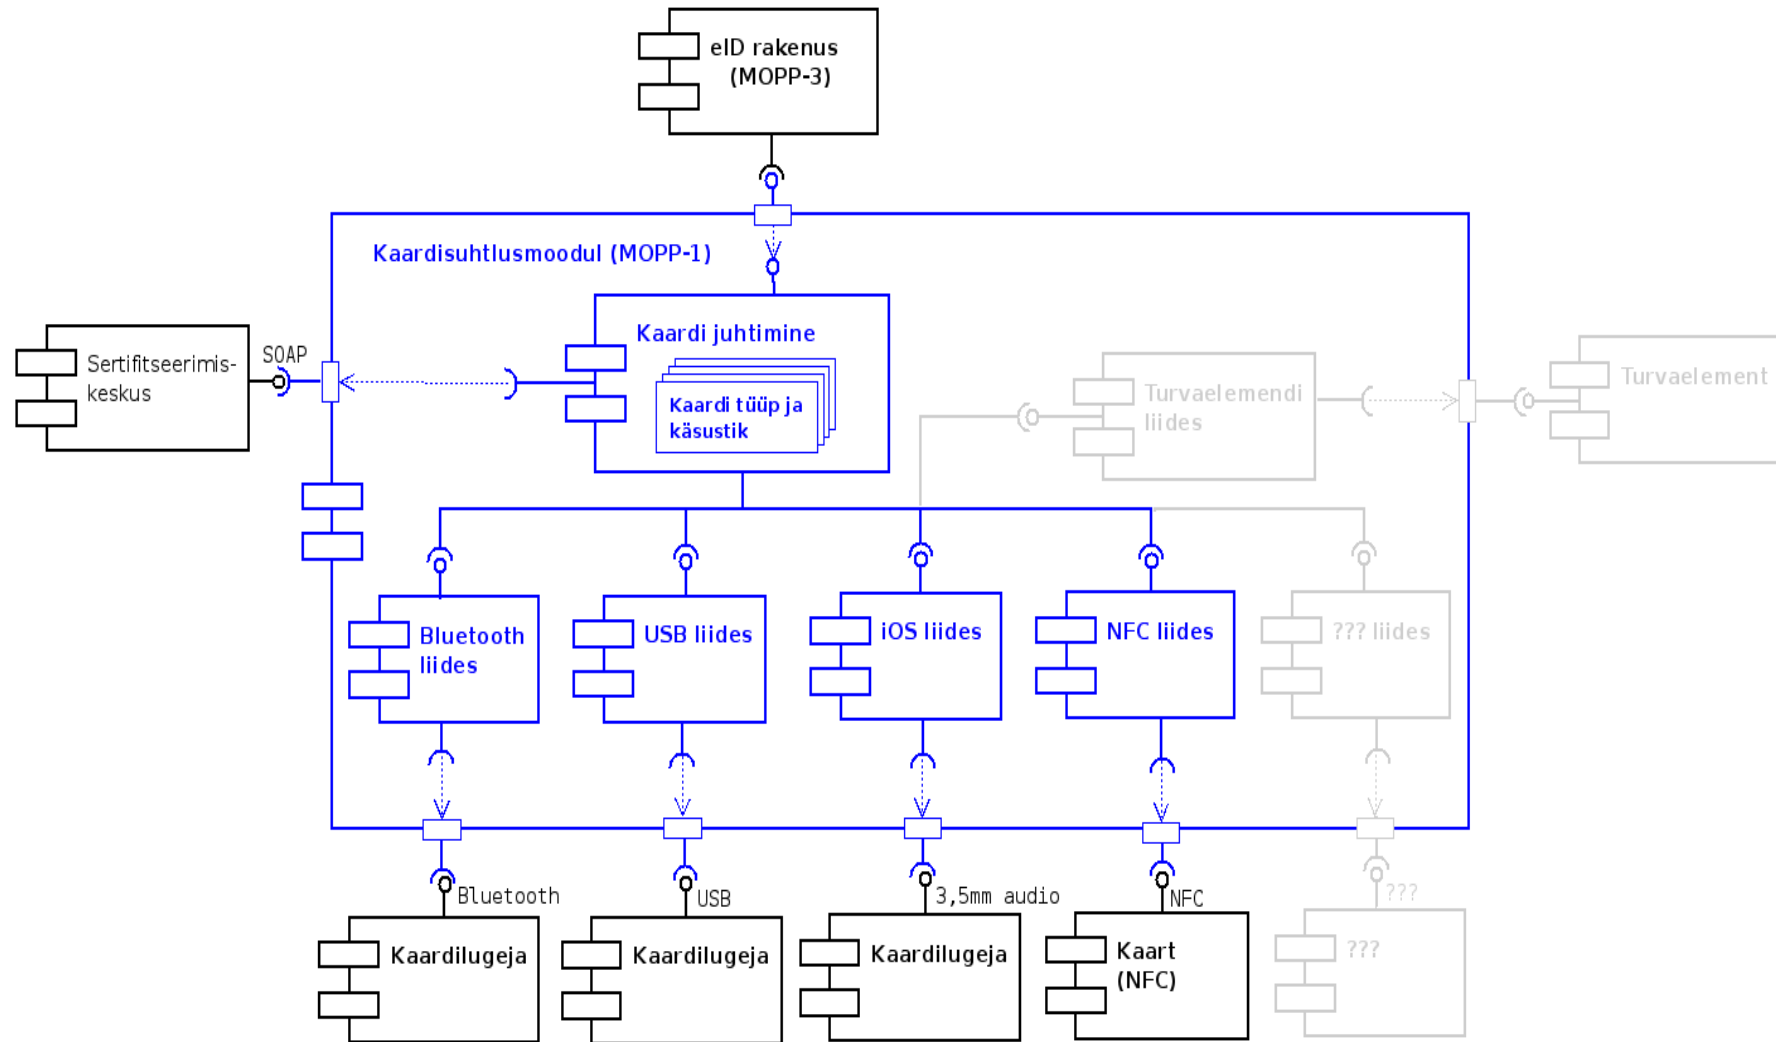 eID rakenus
(MOPP-3)
Kaardisuhtlusmoodul (MOPP-1)
Kaardi juhtimine
Kaardi tüüp ja
käsustik
SOAP
Sertifitseerimis-
keskus
Turvaelemendi
liides
Turvaelement
Bluetooth
liides
USB liides
iOS liides
NFC liides
??? liides
Bluetooth
USB
3,5mm audio
NFC
???
Kaardilugeja
Kaardilugeja
Kaardilugeja
Kaart
(NFC)
???